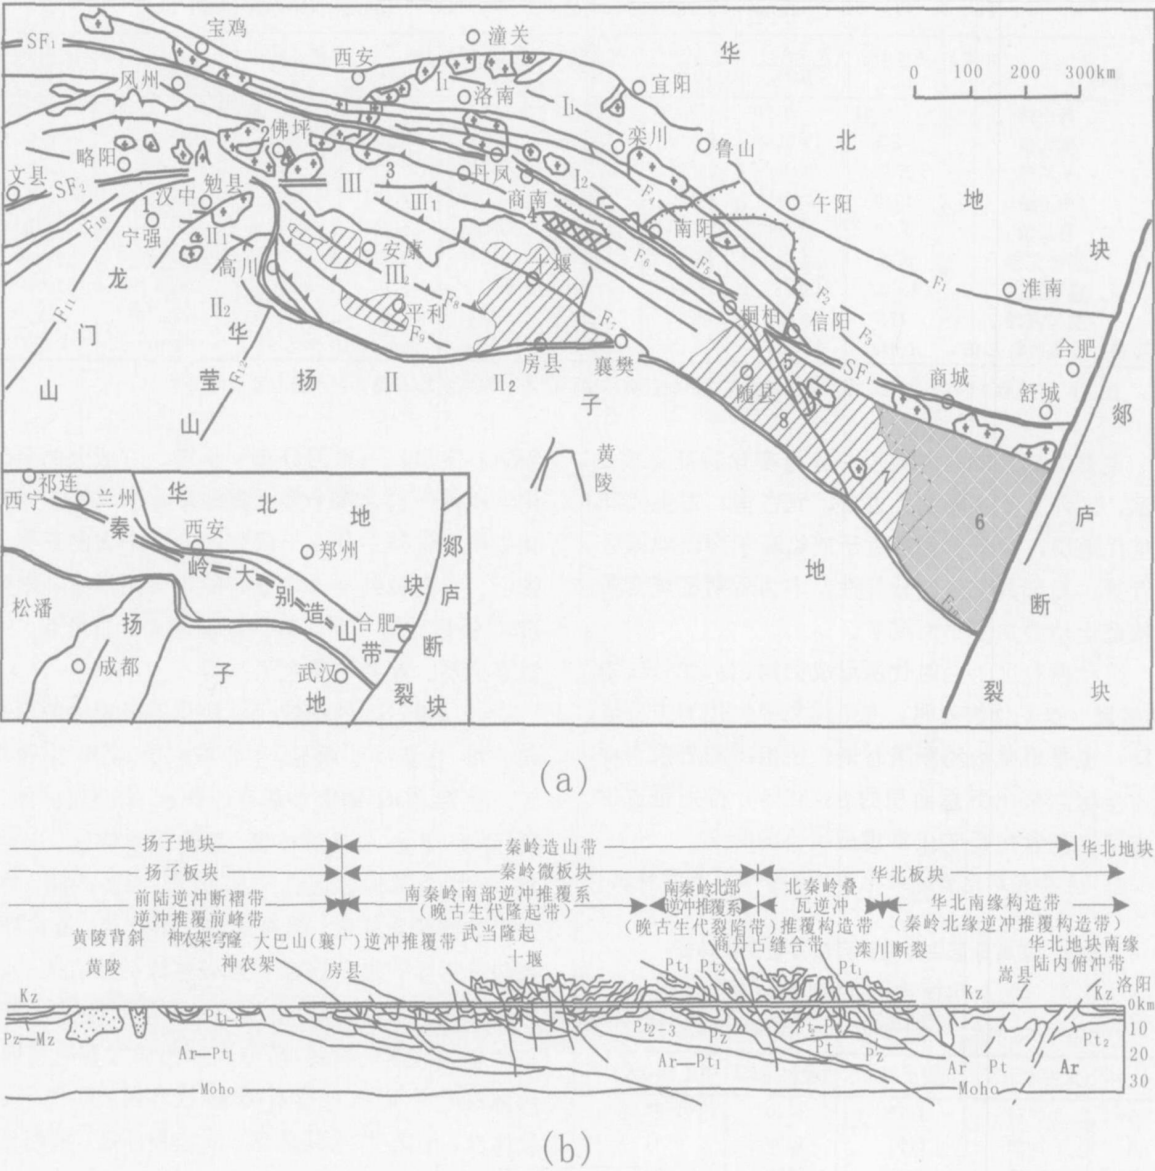 宝鸡
潼关
华
SF₁
西安
0 100 200 300km
I₁
I₁
宜阳
风州
洛南
栾川
鲁山
北
2佛坪
略阳
3
丹凤
文县
SF₂
勉县
III
商南
I₂
F₄
地
汉中
III₁
午阳
1
4
南阳
F₁₀
宁强
II₁
安康
F₆
F₅
块
龙
高川
III₂
十堰
F₂
F₁
淮南
F₁₁
II₂
平利
F₈
F₇
桐柏
信阳
F₃
门
华
F₉
合肥
房县
襄樊
5
SF₁
F₁₂
扬
II
II₂
随县
商城
舒城
山
莹
子
8
郯
山
黄
陵
7
6
庐
祁连
华
西宁
兰州
北
秦
西安
地
郑州
郯
地
断
岭
大
别
块
庐
松潘
造
扬
山
合肥
断
成都
子
武汉
带
裂
块
地
裂
块
(a)
扬子地块
秦岭造山带
华北地块
扬子板块
秦岭微板块
华北板块
前陆逆冲断褶带
南秦岭南部逆冲推覆系
南秦岭北部
北秦岭叠
华北南缘构造带
逆冲推覆前峰带
(晚古生代隆起带)
逆冲推覆系
瓦逆冲
(秦岭北缘逆冲推覆构造带)
黄陵背斜
神农架穹隆
大巴山(襄广)逆冲推覆带
武当隆起
(晚古生代裂陷带)
推覆构造带
商丹古缝合带
滦川断裂
华北地块南缘
黄陵
神农架
房县
十堰
嵩县
陆内俯冲带
洛阳
Pt₁
Pt₂
Pt₁
Kz
Kz
Kz
0km
Pt₁₋₃
Pz—Mz
Pt₂₋₃
Pz
10
Pt₂
Ar—Pt₁
Ar—Pt₁
Pt
Pz
20
Ar
Pt
Ar
Moho
Moho
30
(b)